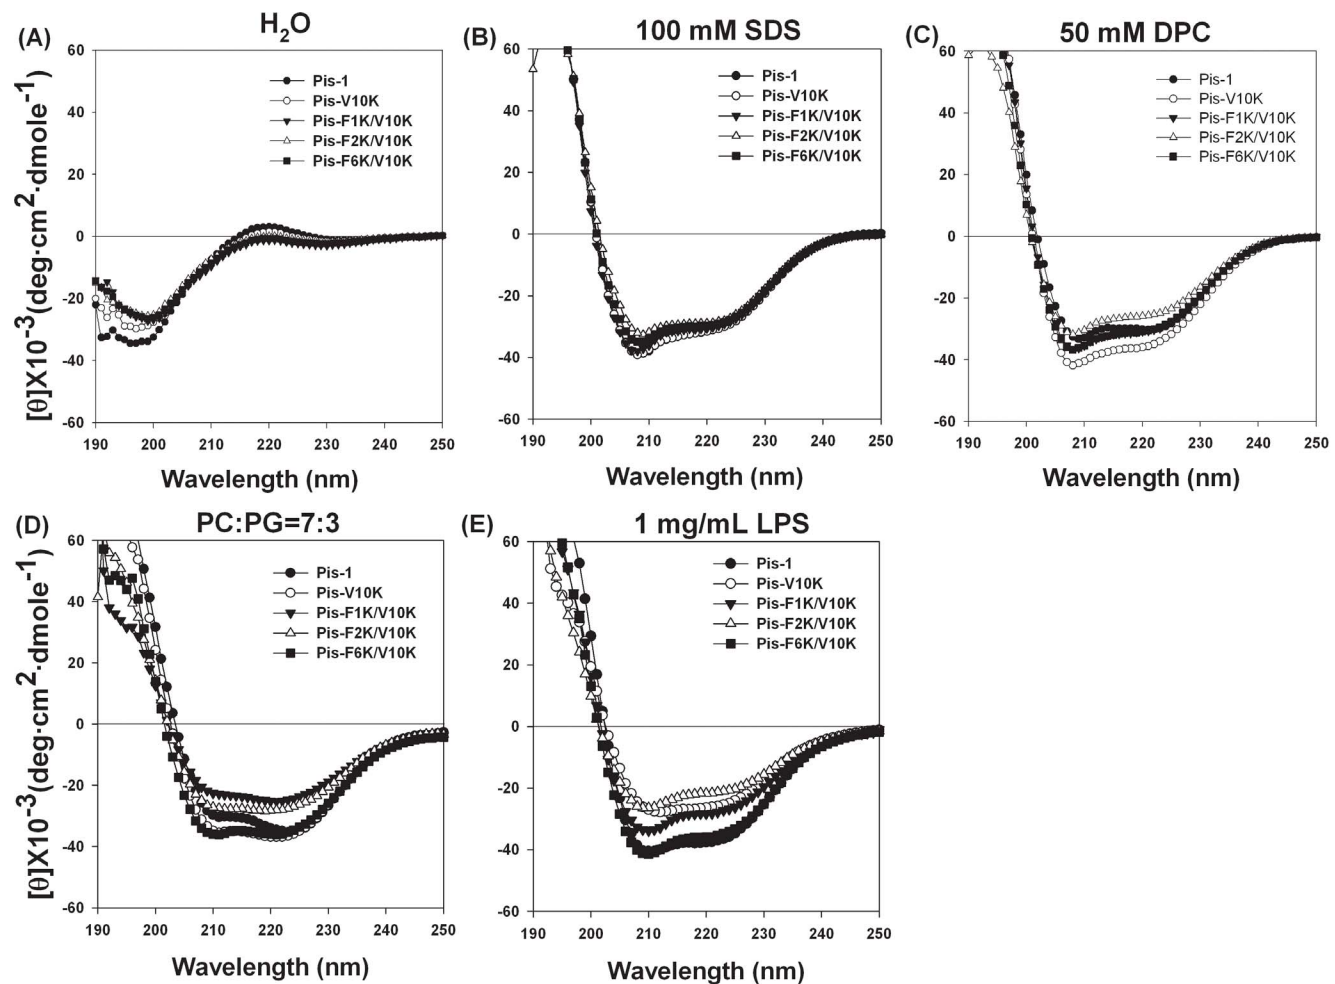 (A)
H₂O
[θ]X10⁻³(deg·cm²·dmole⁻¹)
60
40
20
0
-20
-40
-60
Pis-1
Pis-V10K
Pis-F1K/V10K
Pis-F2K/V10K
Pis-F6K/V10K
190 200 210 220 230 240 250
Wavelength (nm)
(B)
100 mM SDS
60
40
20
0
-20
-40
-60
Pis-1
Pis-V10K
Pis-F1K/V10K
Pis-F2K/V10K
Pis-F6K/V10K
190 200 210 220 230 240 250
Wavelength (nm)
(C)
50 mM DPC
60
40
20
0
-20
-40
-60
Pis-1
Pis-V10K
Pis-F1K/V10K
Pis-F2K/V10K
Pis-F6K/V10K
190 200 210 220 230 240 250
Wavelength (nm)
(D)
PC:PG=7:3
[θ]X10⁻³(deg·cm²·dmole⁻¹)
60
40
20
0
-20
-40
-60
Pis-1
Pis-V10K
Pis-F1K/V10K
Pis-F2K/V10K
Pis-F6K/V10K
190 200 210 220 230 240 250
Wavelength (nm)
(E)
1 mg/mL LPS
60
40
20
0
-20
-40
-60
Pis-1
Pis-V10K
Pis-F1K/V10K
Pis-F2K/V10K
Pis-F6K/V10K
190 200 210 220 230 240 250
Wavelength (nm)